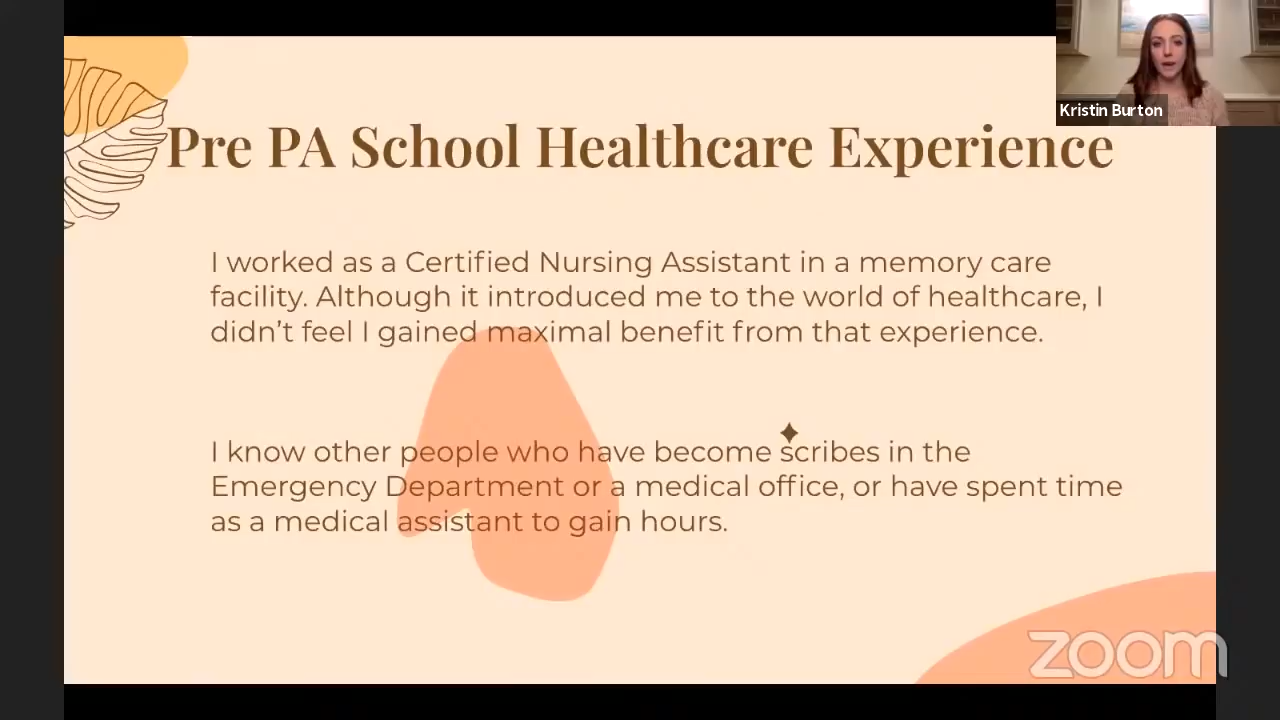 Kristin Burton
Pre PA School Healthcare Experience
I worked as a Certified Nursing Assistant in a memory care
facility. Although it introduced me to the world of healthcare, I
didn't feel I gained maximal benefit from that experience.
I know other people who have become scribes in the
Emergency Department or a medical office, or have spent time
as a medical assistant to gain hours.
zoom